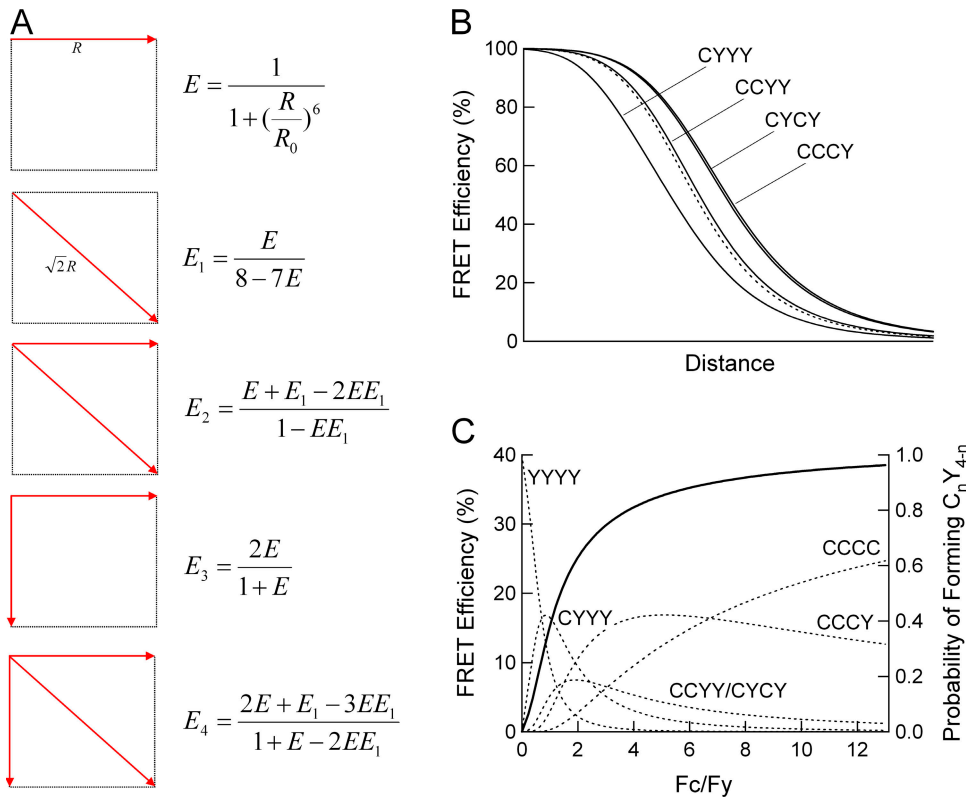 A
R
E = 1 / (1 + (R/R₀)⁶)
√2R
E₁ = E / (8 − 7E)
E₂ = (E + E₁ − 2EE₁) / (1 − EE₁)
E₃ = 2E / (1 + E)
E₄ = (2E + E₁ − 3EE₁) / (1 + E − 2EE₁)
B
FRET Efficiency (%)
100
80
60
40
20
0
CYYY
CCYY
CYCY
CCCY
Distance
C
FRET Efficiency (%)
40
30
20
10
0
YYYY
CYYY
CCCC
CCCY
CCYY/CYCY
1.0
0.8
0.6
0.4
0.2
0.0
Probability of Forming CₙY₄₋ₙ
0 2 4 6 8 10 12
Fc/Fy